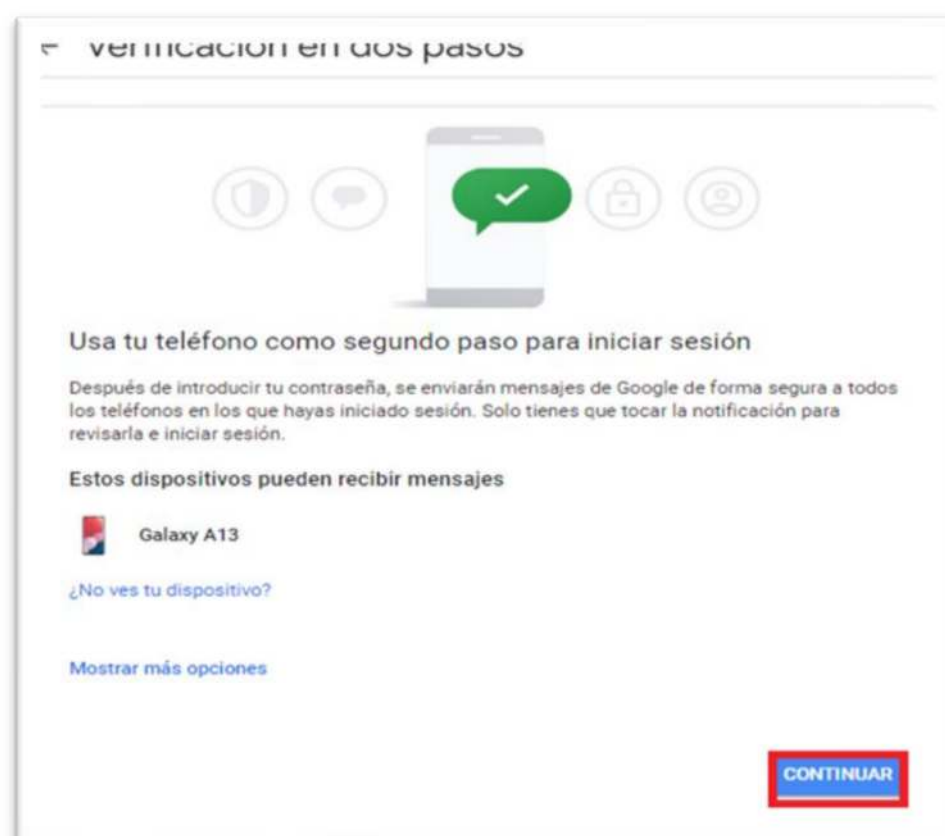 Verificación en dos pasos
Usa tu teléfono como segundo paso para iniciar sesión
Después de introducir tu contraseña, se enviarán mensajes de Google de forma segura a todos
los teléfonos en los que hayas iniciado sesión. Solo tienes que tocar la notificación para
revisarla e iniciar sesión.
Estos dispositivos pueden recibir mensajes
Galaxy A13
¿No ves tu dispositivo?
Mostrar más opciones
CONTINUAR